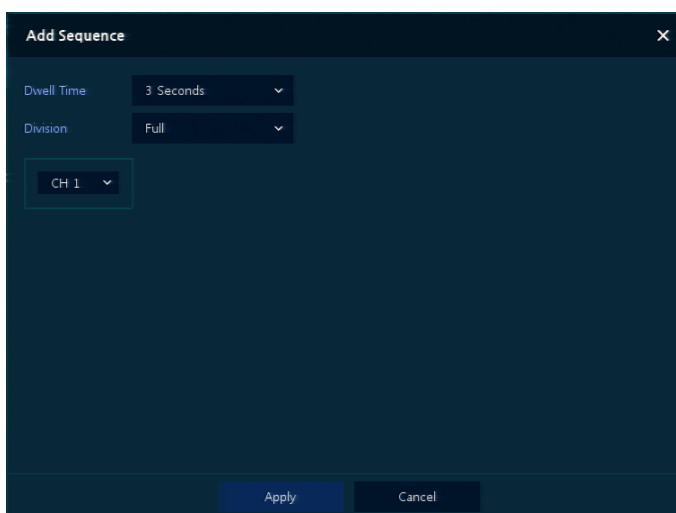 Add Sequence
Dwell Time 3 Seconds
Division Full
CH 1
Apply Cancel